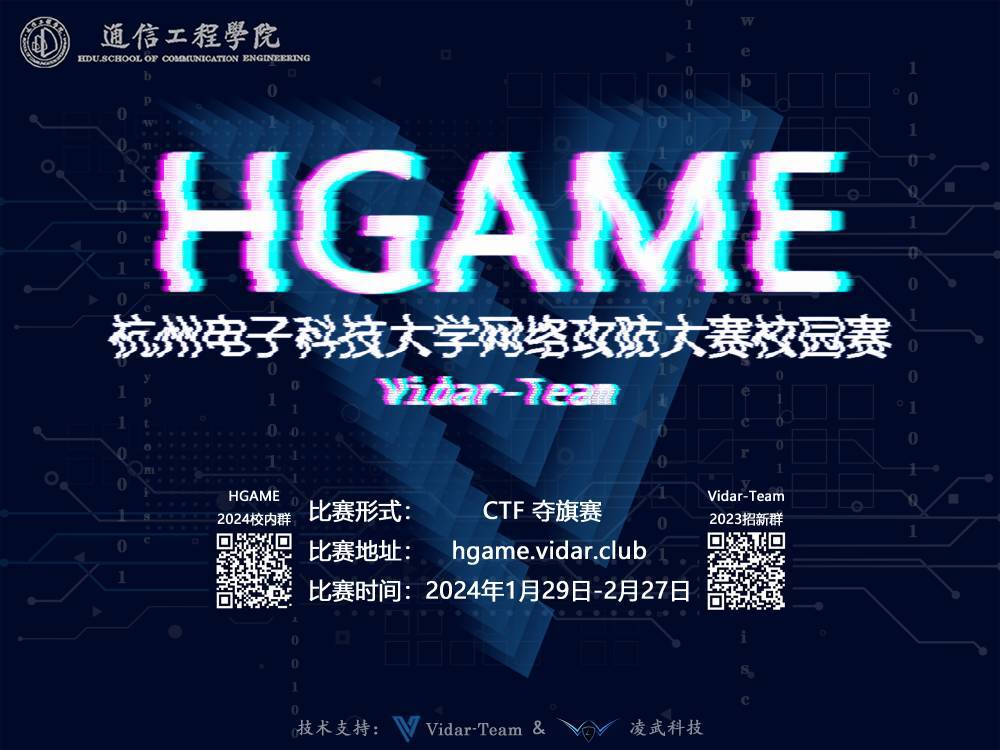 通信工程學院
HDU.SCHOOL OF COMMUNICATION ENGINEERING
HGAME
杭州电子科技大学网络攻防大赛校园赛
Vidar-Team
HGAME
2024校内群
比赛形式： CTF 夺旗赛
比赛地址： hgame.vidar.club
比赛时间：2024年1月29日-2月27日
Vidar-Team
2023招新群
技术支持： Vidar-Team & 凌武科技